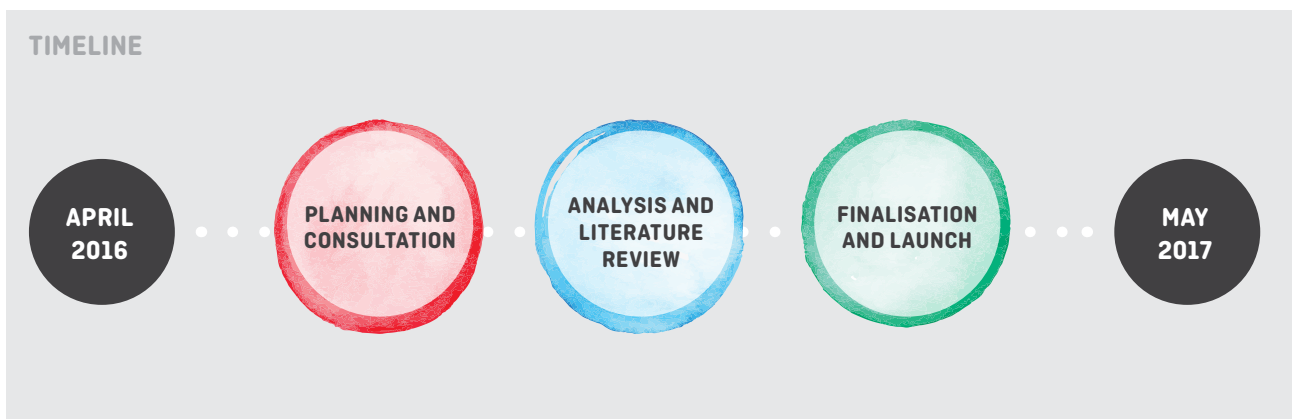 TIMELINE
APRIL
2016
PLANNING AND
CONSULTATION
ANALYSIS AND
LITERATURE
REVIEW
FINALISATION
AND LAUNCH
MAY
2017